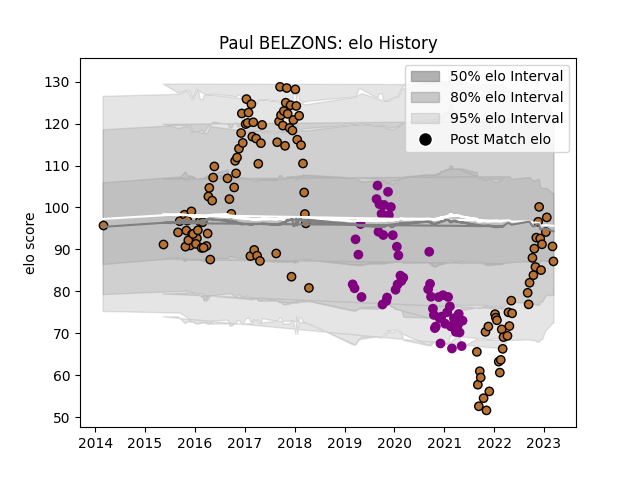 Paul BELZONS: elo History
elo score
130
120
110
100
90
80
70
60
50
50% elo Interval
80% elo Interval
95% elo Interval
Post Match elo
2014 2015 2016 2017 2018 2019 2020 2021 2022 2023